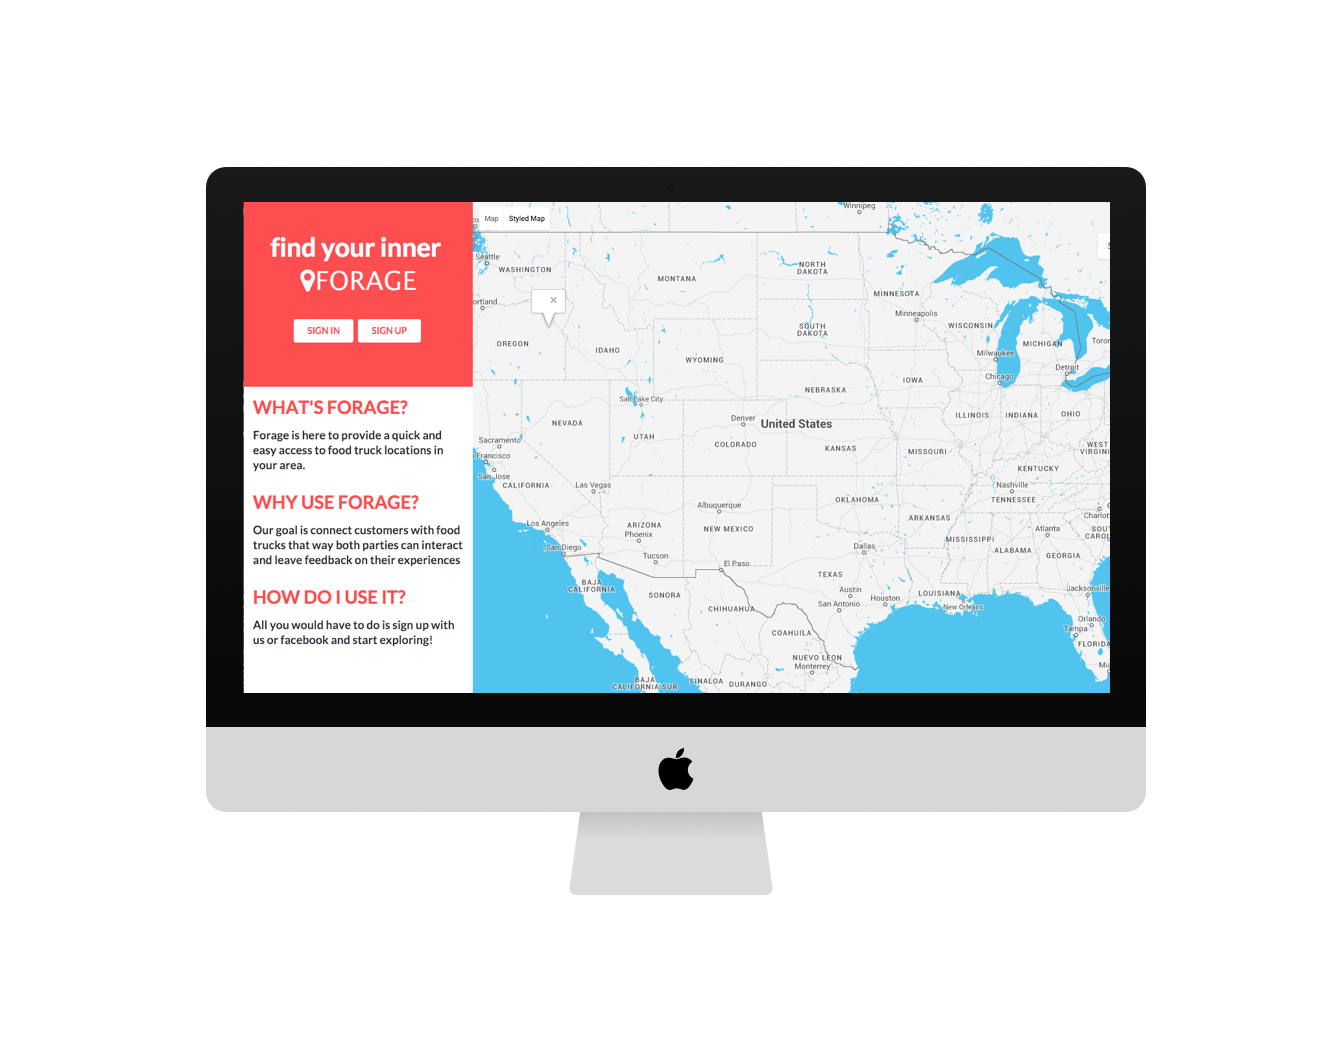 find your inner
FORAGE
SIGN IN
SIGN UP
WHAT'S FORAGE?
Forage is here to provide a quick and
easy access to food truck locations in
your area.
WHY USE FORAGE?
Our goal is connect customers with food
trucks that way both parties can interact
and leave feedback on their experiences
HOW DO I USE IT?
All you would have to do is sign up with
us or facebook and start exploring!
Map
Styled Map
Winnipeg
Seattle
WASHINGTON
MONTANA
NORTH
DAKOTA
MINNESOTA
ortland
Minneapolis
SOUTH
DAKOTA
WISCONSIN
OREGON
IDAHO
WYOMING
Milwaukee
MICHIGAN
Toron
Detroit
Chicago
IOWA
NEBRASKA
Salt Lake City
NEVADA
UTAH
Denver
COLORADO
United States
ILLINOIS
INDIANA
OHIO
Sacramento
Francisco
San Jose
CALIFORNIA
Las Vegas
KANSAS
MISSOURI
WEST
VIRGINI
KENTUCKY
Nashville
TENNESSEE
Albuquerque
OKLAHOMA
Los Angeles
ARIZONA
Phoenix
NEW MEXICO
ARKANSAS
Charlot
Atlanta
SOUT
CAROL
San Diego
Tucson
El Paso
Dallas
MISSISSIPPI
ALABAMA
GEORGIA
BAJA
CALIFORNIA
SONORA
CHIHUAHUA
TEXAS
Austin
San Antonio
Houston
LOUISIANA
New Orleans
Jacksonville
COAHUILA
Orlando
Tampa
FLORIDA
NUEVO LEON
Monterrey
Mi
BAJA
CALIFORNIA SUR
SINALOA
DURANGO